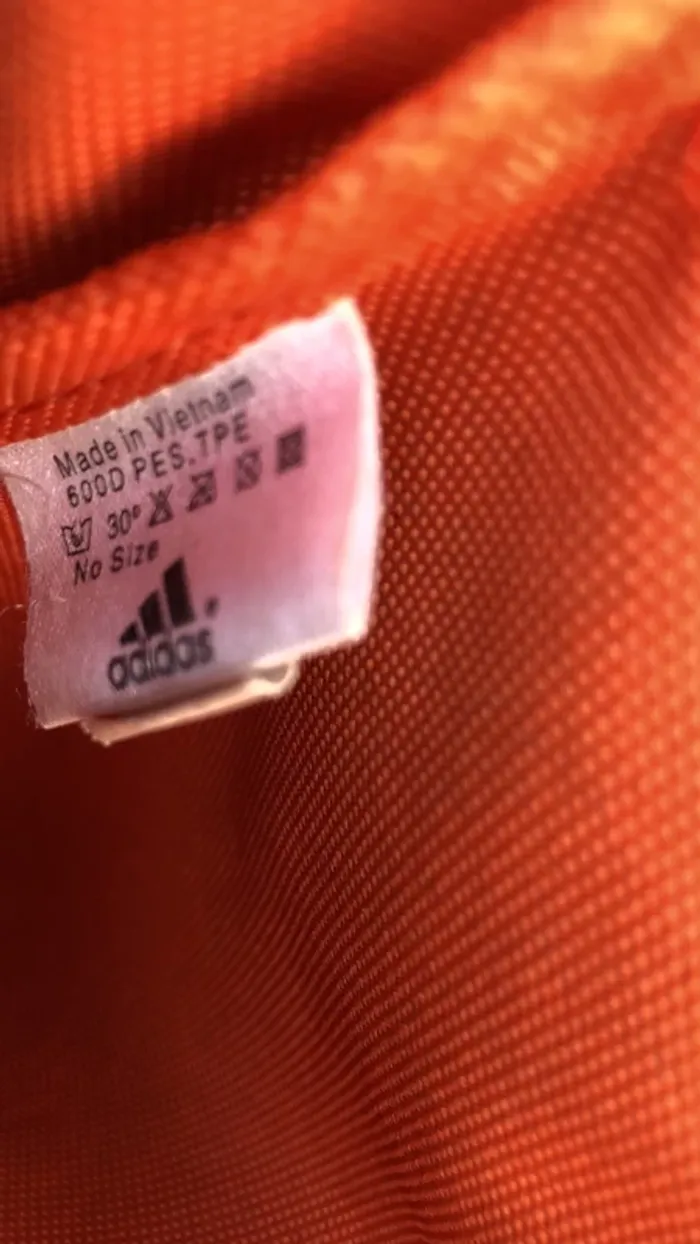 Made in Vietnam
600D PES.TPE
30°
No Size
adidas